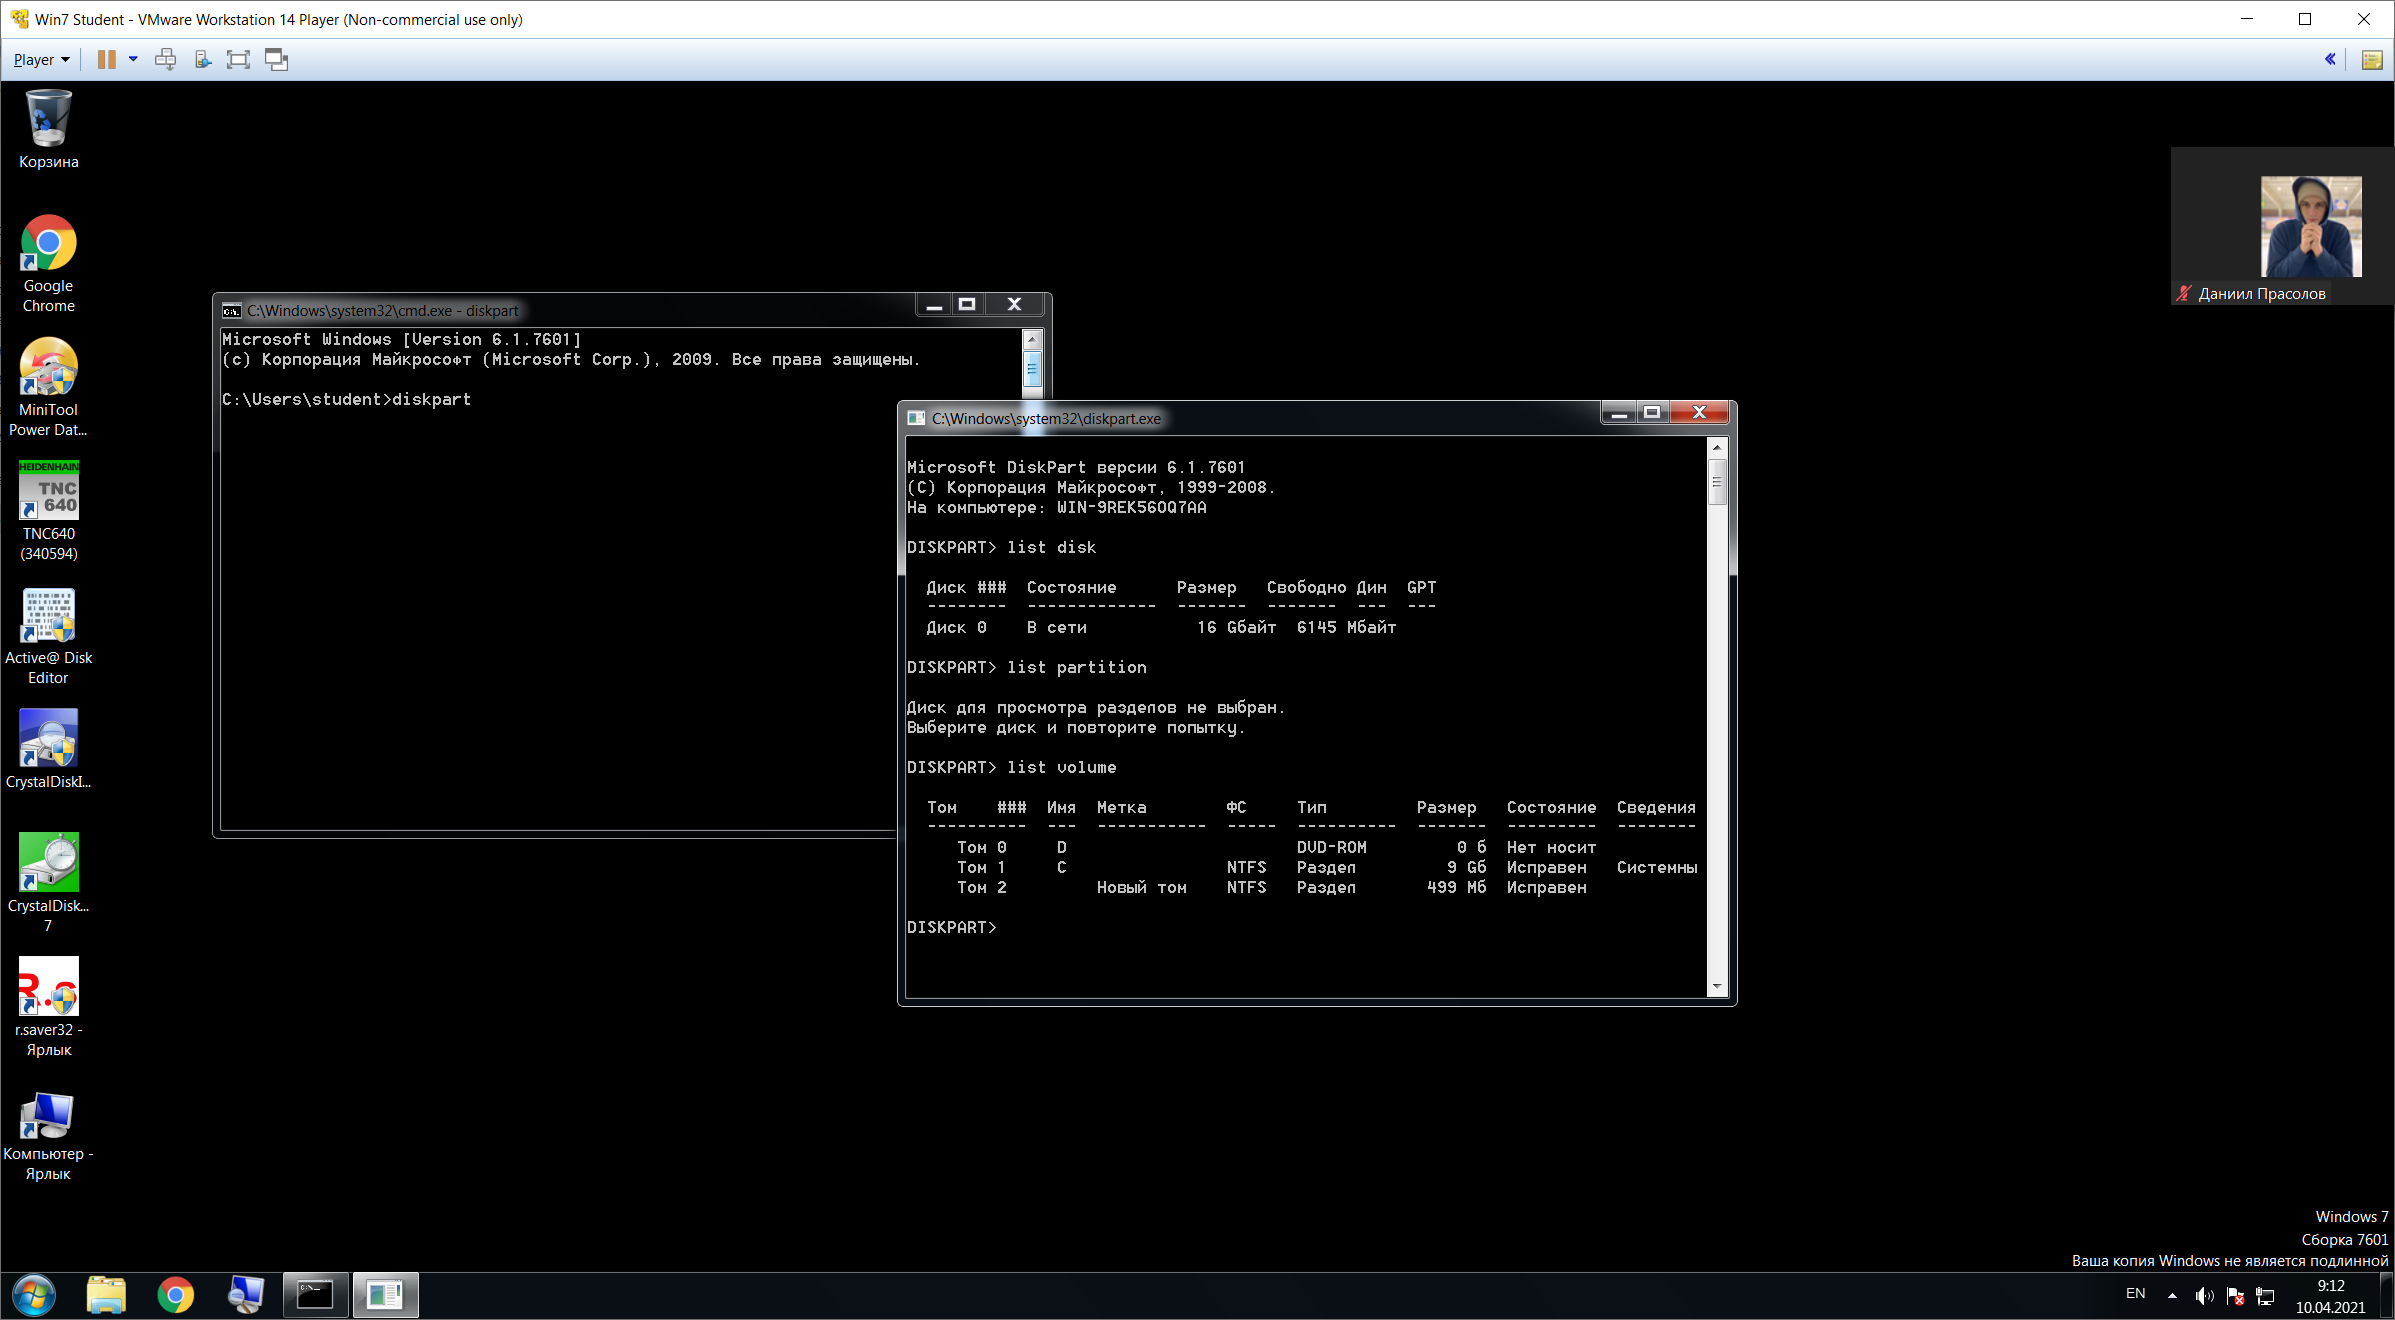 Win7 Student - VMware Workstation 14 Player (Non-commercial use only)
Player
Корзина
Google
Chrome
MiniTool
Power Dat...
HEIDENHAIN
TNC
640
TNC640
(340594)
Active@ Disk
Editor
CrystalDiskI...
CrystalDisk...
7
R.s
r.saver32 -
Ярлык
Компьютер -
Ярлык
C:\Windows\system32\cmd.exe - diskpart
Microsoft Windows [Version 6.1.7601]
(c) Корпорация Майкрософт (Microsoft Corp.), 2009. Все права защищены.
C:\Users\student>diskpart
C:\Windows\system32\diskpart.exe
Microsoft DiskPart версии 6.1.7601
(C) Корпорация Майкрософт, 1999-2008.
На компьютере: WIN-9REK56OQ7AA
DISKPART> list disk
Диск ### Состояние Размер Свободно Дин GPT
-------- ------------- ------- ------- --- ---
Диск 0 В сети 16 Gбайт 6145 Mбайт
DISKPART> list partition
Диск для просмотра разделов не выбран.
Выберите диск и повторите попытку.
DISKPART> list volume
Том ### Имя Метка ФС Тип Размер Состояние Сведения
---------- --- ----------- ----- ---------- ------- --------- --------
Том 0 D DVD-ROM 0 б Нет носит
Том 1 C NTFS Раздел 9 Gб Исправен Системны
Том 2 Новый том NTFS Раздел 499 Mб Исправен
DISKPART>
Даниил Прасолов
Windows 7
Сборка 7601
Ваша копия Windows не является подлинной
EN
9:12
10.04.2021